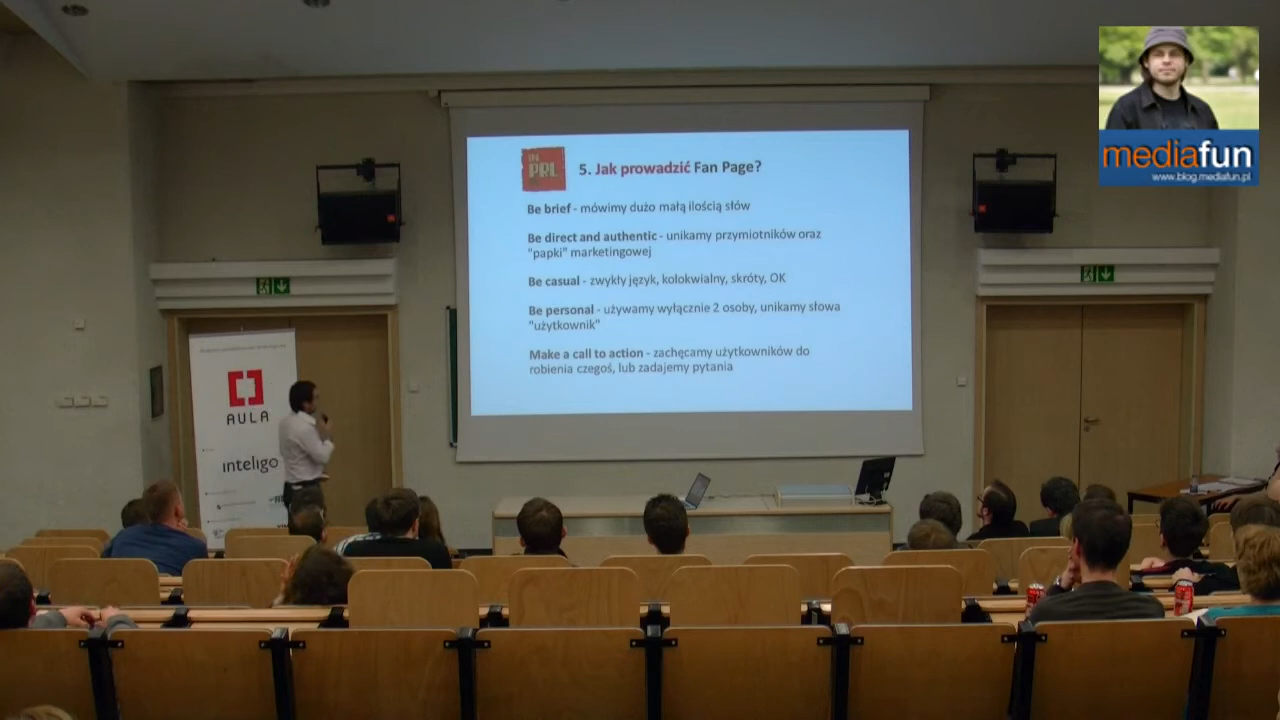 mediafun
www.blog.mediafun.pl
IN
PRL
5. Jak prowadzić Fan Page?
Be brief - mówimy dużo małą ilością słów
Be direct and authentic - unikamy przymiotników oraz
"papki" marketingowej
Be casual - zwykły język, kolokwialny, skróty, OK
Be personal - używamy wyłącznie 2 osoby, unikamy słowa
"użytkownik"
Make a call to action - zachęcamy użytkowników do
robienia czegoś, lub zadajemy pytania
AULA
inteligo